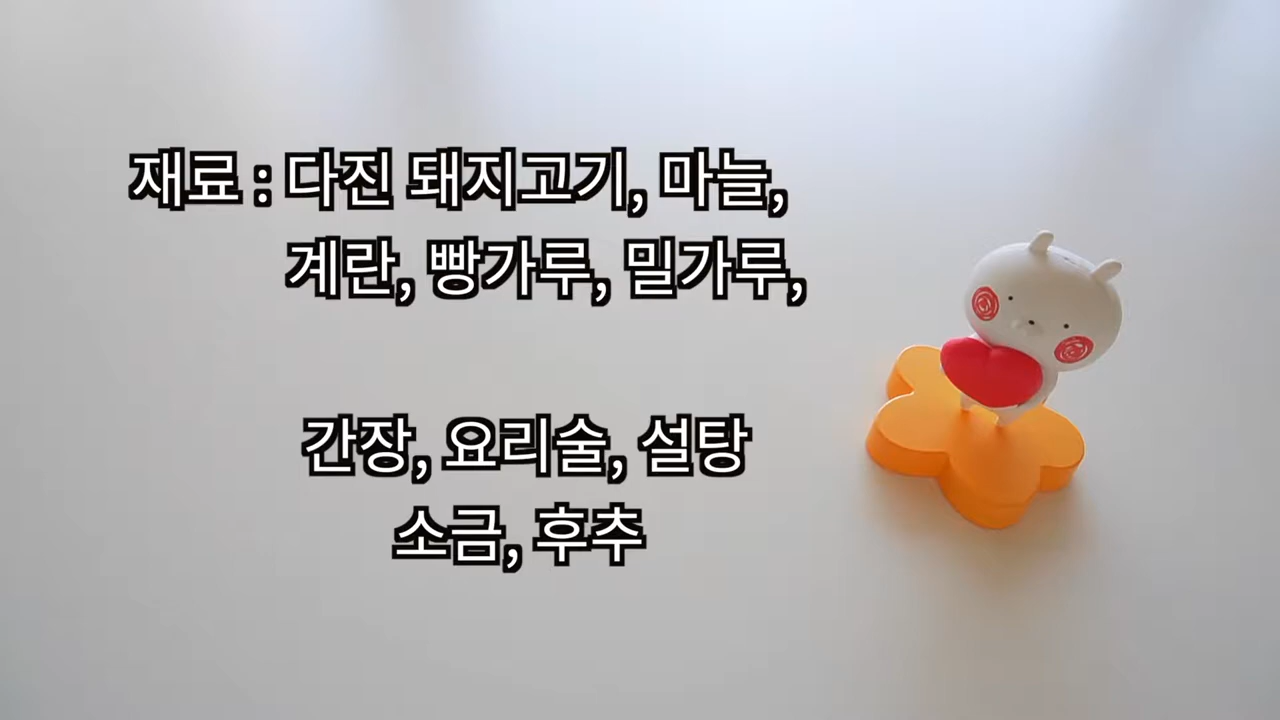 재료 : 다진 돼지고기, 마늘,
계란, 빵가루, 밀가루,
간장, 요리술, 설탕
소금, 후추